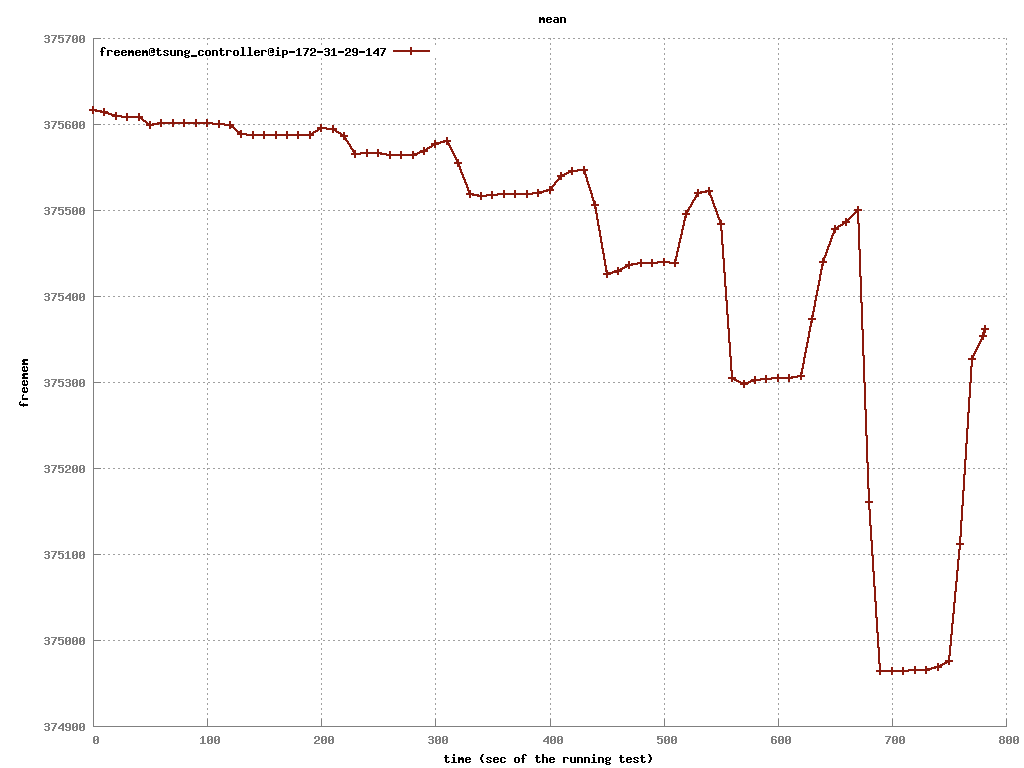 mean
375700
freemem@tsung_controller@ip-172-31-29-147
375600
375500
375400
freemem
375300
375200
375100
375000
374900
0 100 200 300 400 500 600 700 800
time (sec of the running test)